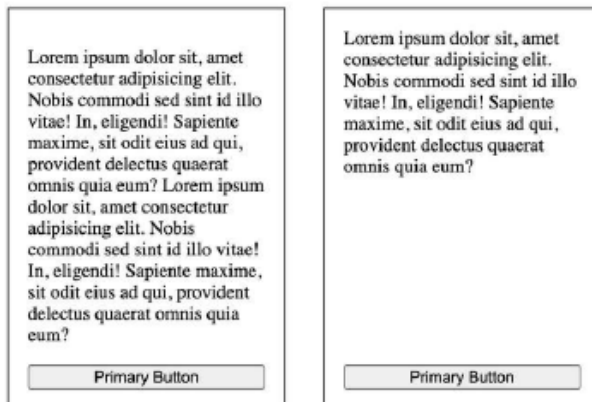 Lorem ipsum dolor sit, amet
consectetur adipisicing elit.
Nobis commodi sed sint id illo
vitae! In, eligendi! Sapiente
maxime, sit odit eius ad qui,
provident delectus quaerat
omnis quia eum? Lorem ipsum
dolor sit, amet consectetur
adipisicing elit. Nobis
commodi sed sint id illo vitae!
In, eligendi! Sapiente maxime,
sit odit eius ad qui, provident
delectus quaerat omnis quia
eum?
Primary Button
Lorem ipsum dolor sit, amet
consectetur adipisicing elit.
Nobis commodi sed sint id illo
vitae! In, eligendi! Sapiente
maxime, sit odit eius ad qui,
provident delectus quaerat
omnis quia eum?
Primary Button